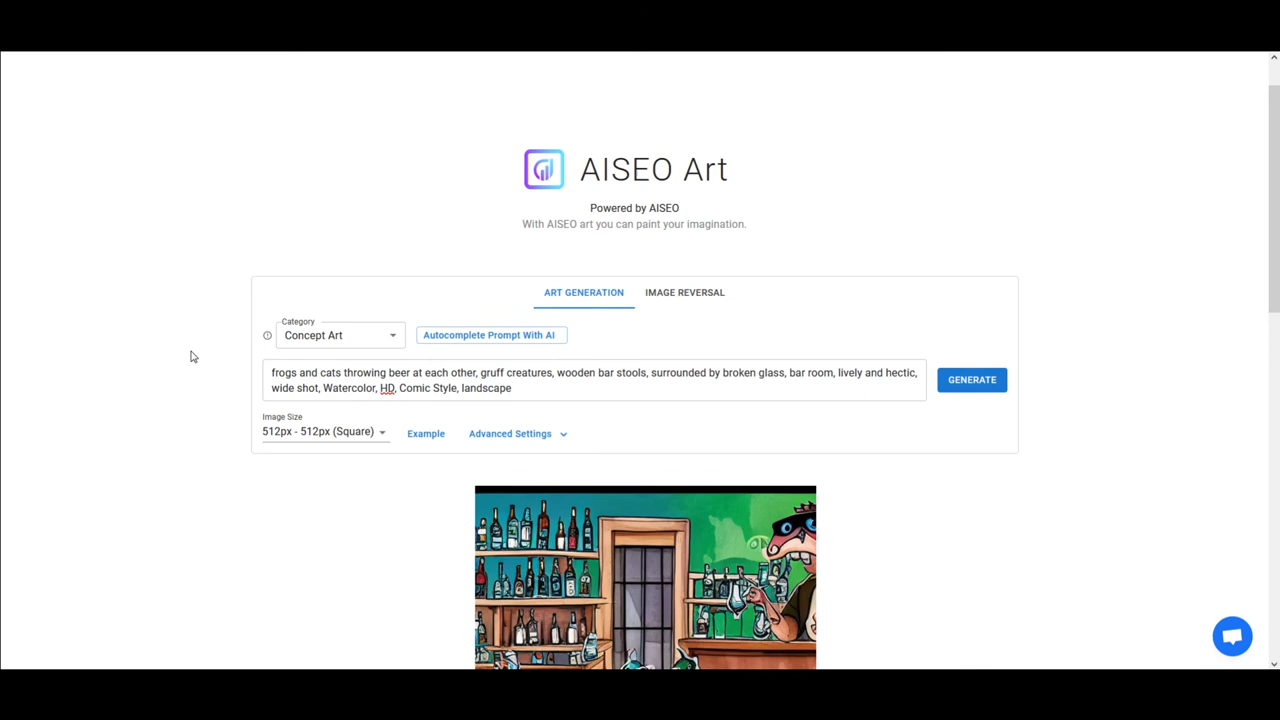 AISEO Art
Powered by AISEO
With AISEO art you can paint your imagination.
ART GENERATION
IMAGE REVERSAL
Category
Concept Art
Autocomplete Prompt With AI
frogs and cats throwing beer at each other, gruff creatures, wooden bar stools, surrounded by broken glass, bar room, lively and hectic,
wide shot, Watercolor, HD, Comic Style, landscape
GENERATE
Image Size
512px - 512px (Square)
Example
Advanced Settings